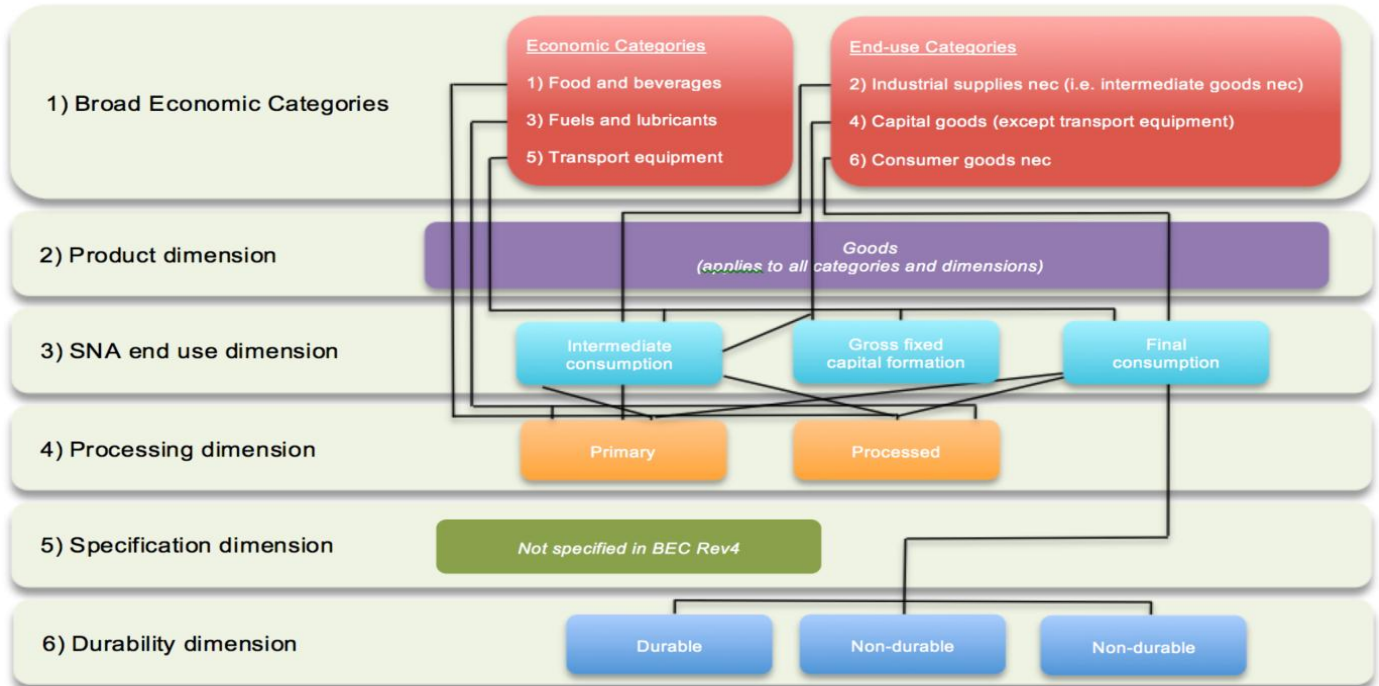 1) Broad Economic Categories
Economic Categories
1) Food and beverages
3) Fuels and lubricants
5) Transport equipment
End-use Categories
2) Industrial supplies nec (i.e. intermediate goods nec)
4) Capital goods (except transport equipment)
6) Consumer goods nec
2) Product dimension
Goods
(applies to all categories and dimensions)
3) SNA end use dimension
Intermediate
consumption
Gross fixed
capital formation
Final
consumption
4) Processing dimension
Primary
Processed
5) Specification dimension
Not specified in BEC Rev4
6) Durability dimension
Durable
Non-durable
Non-durable